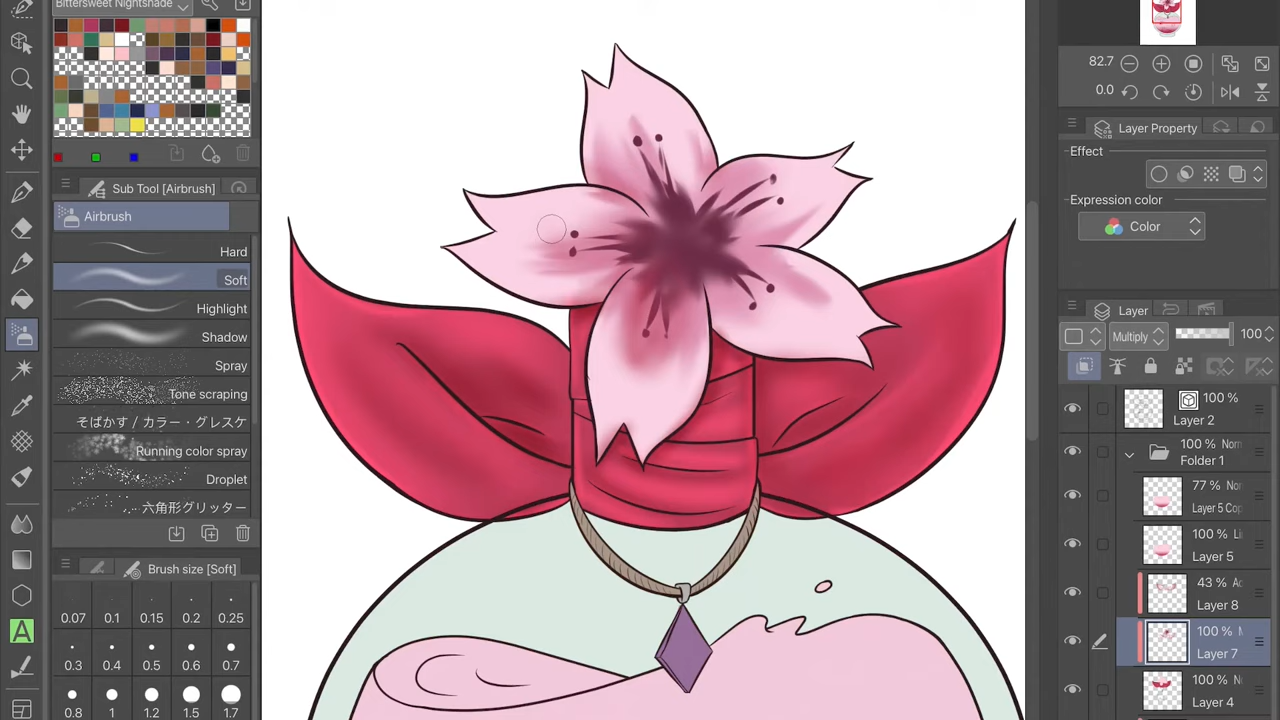 Bittersweet Nightshade
Sub Tool [Airbrush]
Airbrush
Hard
Soft
Highlight
Shadow
Spray
Tone scraping
そばかす / カラー・グレスケ
Running color spray
Droplet
六角形グリッター
Brush size [Soft]
0.07 0.1 0.15 0.2 0.25
0.3 0.4 0.5 0.6 0.7
0.8 1 1.2 1.5 1.7
A
82.7
0.0
Layer Property
Effect
Expression color
Color
Layer
Multiply 100
100 %
Layer 2
100 % Nor
Folder 1
77 % No
Layer 5 Cop
100 % Li
Layer 5
43 % Ac
Layer 8
100 % M
Layer 7
100 % No
Layer 4